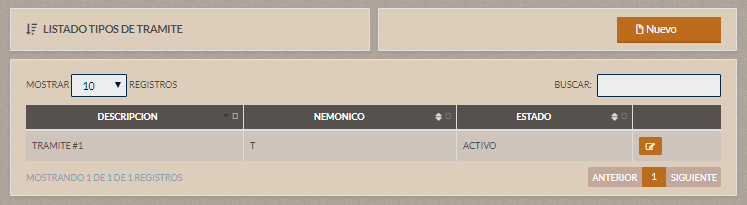 LISTADO TIPOS DE TRAMITE
Nuevo
MOSTRAR 10 REGISTROS BUSCAR:
DESCRIPCION NEMONICO ESTADO
TRAMITE #1 T ACTIVO
MOSTRANDO 1 DE 1 DE 1 REGISTROS ANTERIOR 1 SIGUIENTE